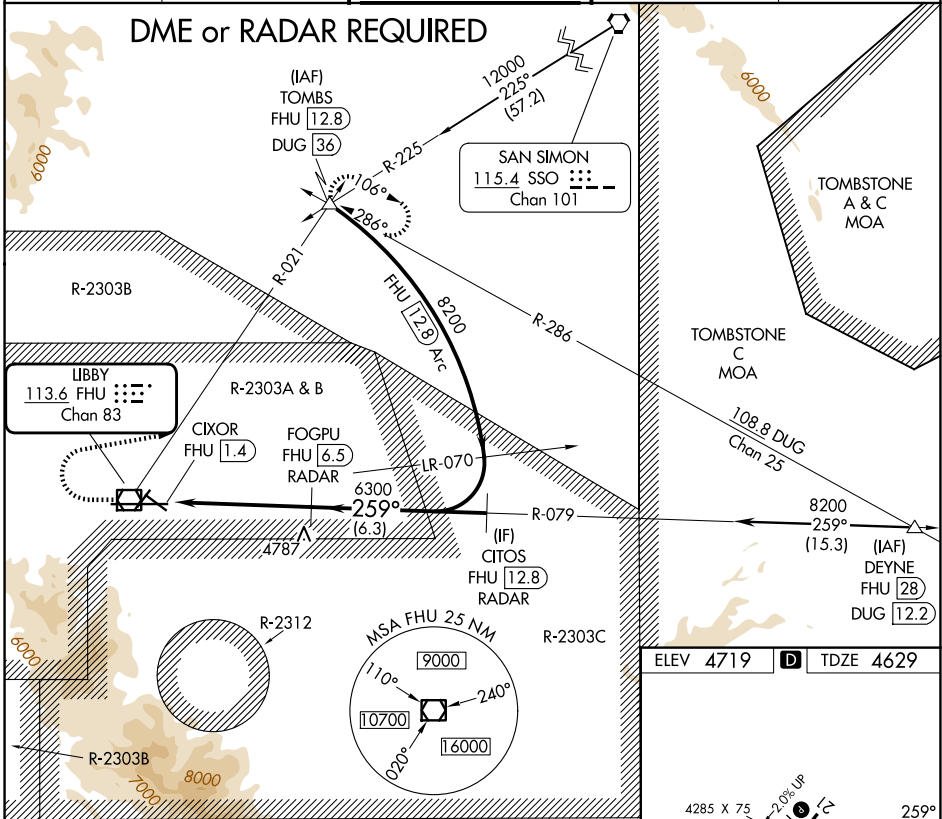 DME or RADAR REQUIRED
(IAF)
TOMBS
FHU 12.8
DUG 36
12000
225°
(57.2)
R-225
SAN SIMON
115.4 SSO
Chan 101
6000
6000
TOMBSTONE
A & C
MOA
106°
286°
R-021
R-2303B
FHU 12.8 Arc
8200
R-286
TOMBSTONE
C
MOA
LIBBY
113.6 FHU
Chan 83
R-2303A & B
CIXOR
FHU 1.4
FOGPU
FHU 6.5
RADAR
LR-070
108.8 DUG
Chan 25
6300
259°
(6.3)
R-079
8200
259°
(15.3)
4787
(IF)
CITOS
FHU 12.8
RADAR
(IAF)
DEYNE
FHU 28
DUG 12.2
R-2312
R-2303C
6000
MSA FHU 25 NM
9000
110°
240°
10700
16000
020°
R-2303B
7000
8000
ELEV 4719 D TDZE 4629
4285 X 75
2.0% UP
21
P
259°